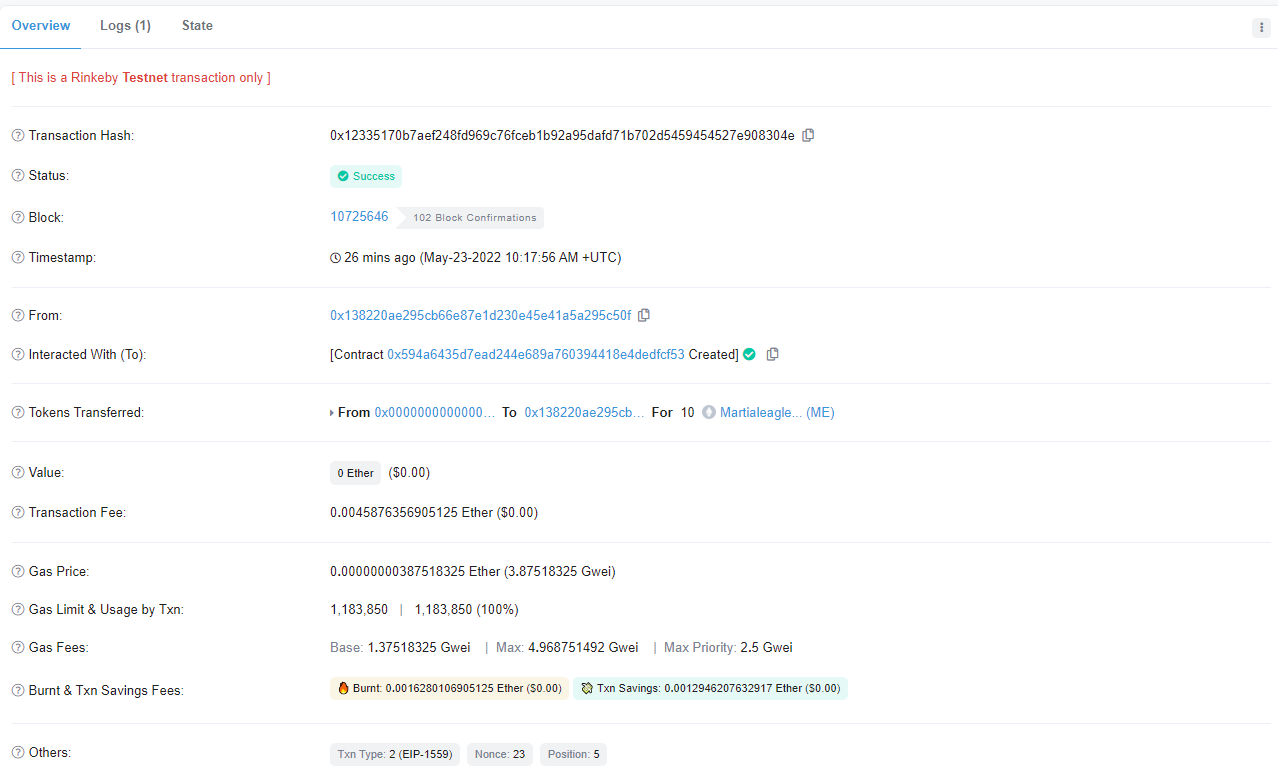 Overview Logs (1) State
[ This is a Rinkeby Testnet transaction only ]
Transaction Hash: 0x12335170b7aef248fd969c76fceb1b92a95dafd71b702d5459454527e908304e
Status: Success
Block: 10725646 102 Block Confirmations
Timestamp: 26 mins ago (May-23-2022 10:17:56 AM +UTC)
From: 0x138220ae295cb66e87e1d230e45e41a5a295c50f
Interacted With (To): [Contract 0x594a6435d7ead244e689a760394418e4dedfcf53 Created]
Tokens Transferred: From 0x0000000000000... To 0x138220ae295cb... For 10 Martialeagle... (ME)
Value: 0 Ether ($0.00)
Transaction Fee: 0.0045876356905125 Ether ($0.00)
Gas Price: 0.00000000387518325 Ether (3.87518325 Gwei)
Gas Limit & Usage by Txn: 1,183,850 | 1,183,850 (100%)
Gas Fees: Base: 1.37518325 Gwei | Max: 4.968751492 Gwei | Max Priority: 2.5 Gwei
Burnt & Txn Savings Fees: Burnt: 0.0016280106905125 Ether ($0.00) Txn Savings: 0.0012946207632917 Ether ($0.00)
Others: Txn Type: 2 (EIP-1559) Nonce: 23 Position: 5